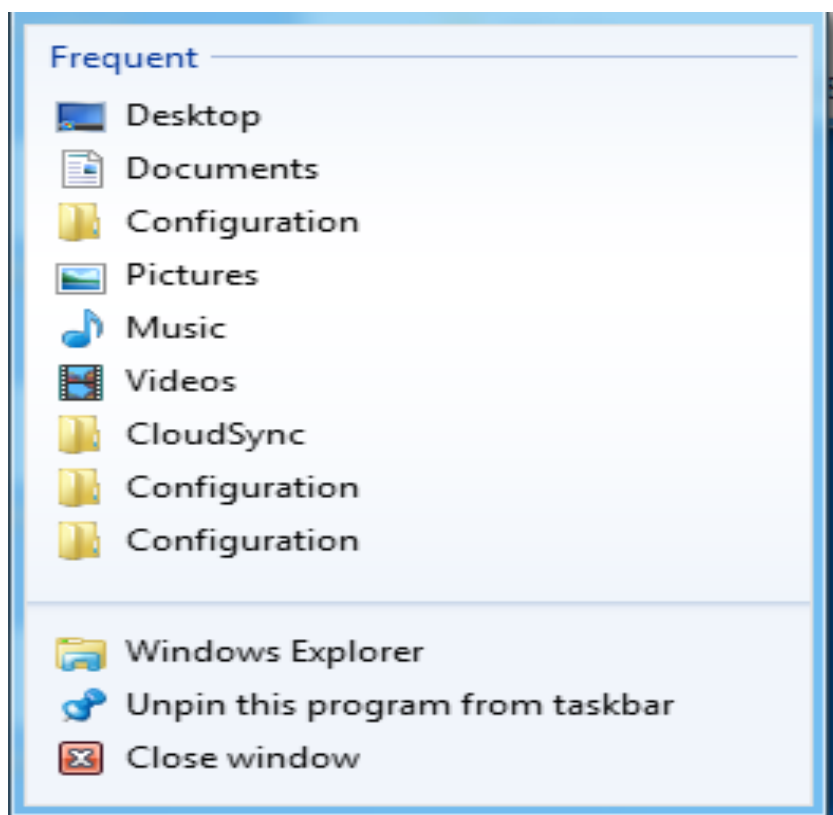 Frequent
Desktop
Documents
Configuration
Pictures
Music
Videos
CloudSync
Configuration
Configuration
Windows Explorer
Unpin this program from taskbar
Close window